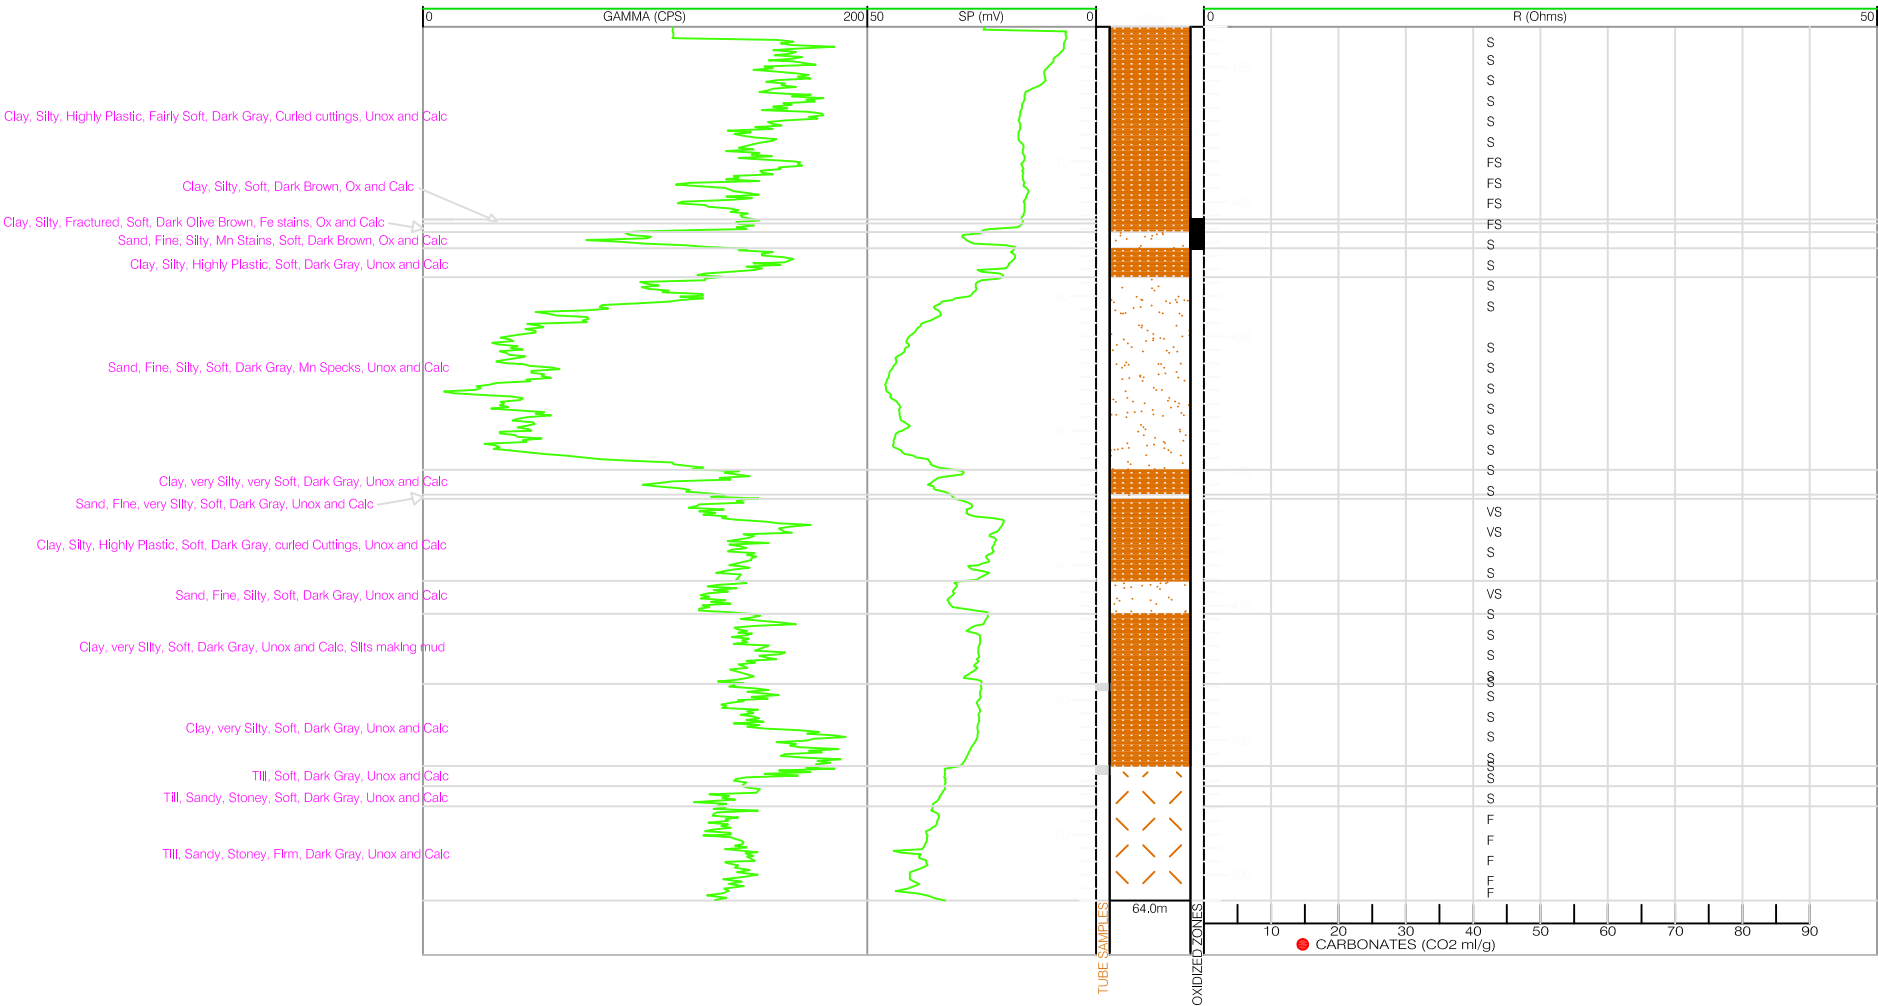 0 GAMMA (CPS) 200 50 SP (mV) 0 0 R (Ohms) 50
S
S
S
S
Clay, Silty, Highly Plastic, Fairly Soft, Dark Gray, Curled cuttings, Unox and Calc
S
S
FS
FS
Clay, Silty, Soft, Dark Brown, Ox and Calc
FS
Clay, Silty, Fractured, Soft, Dark Olive Brown, Fe stains, Ox and Calc
FS
Sand, Fine, Silty, Mn Stains, Soft, Dark Brown, Ox and Calc
S
Clay, Silty, Highly Plastic, Soft, Dark Gray, Unox and Calc
S
S
S
S
Sand, Fine, Silty, Soft, Dark Gray, Mn Specks, Unox and Calc
S
S
S
S
S
S
Clay, very Silty, very Soft, Dark Gray, Unox and Calc
S
Sand, FIne, very SIlty, Soft, Dark Gray, Unox and Calc
VS
VS
Clay, Silty, Highly Plastic, Soft, Dark Gray, curled Cuttings, Unox and Calc
S
S
Sand, Fine, Silty, Soft, Dark Gray, Unox and Calc
VS
S
S
Clay, very SIlty, Soft, Dark Gray, Unox and Calc, SIlts makIng mud
S
S
S
S
S
Clay, very Silty, Soft, Dark Gray, Unox and Calc
S
S
S
TIll, Soft, Dark Gray, Unox and Calc
S
Till, Sandy, Stoney, Soft, Dark Gray, Unox and Calc
S
F
F
TIll, Sandy, Stoney, FIrm, Dark Gray, Unox and Calc
F
F
F
64.0m
TUBE SAMPLES
OXIDIZED ZONES
10 20 30 40 50 60 70 80 90
CARBONATES (CO2 ml/g)